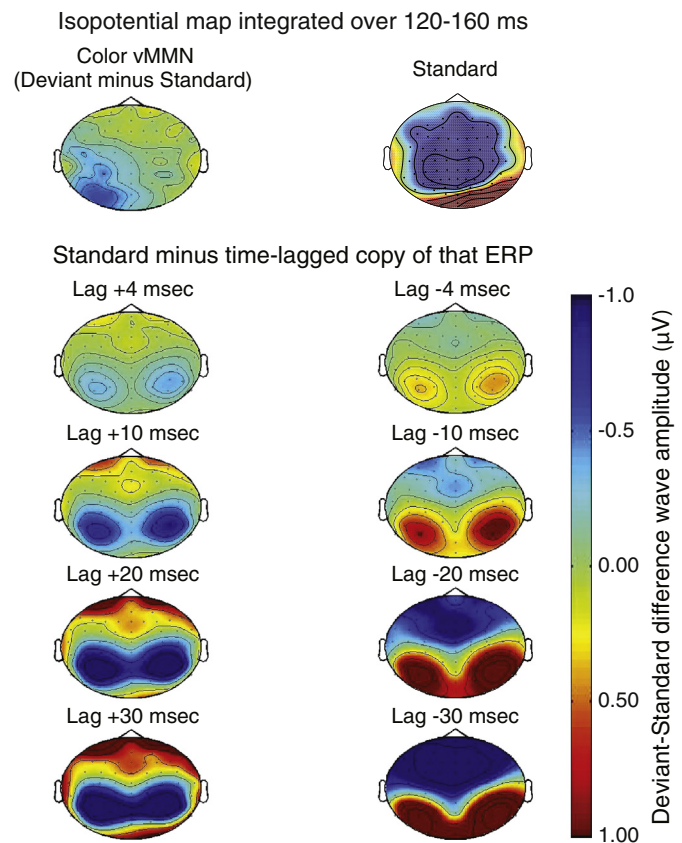 Isopotential map integrated over 120-160 ms
Color vMMN
(Deviant minus Standard)
Standard
Standard minus time-lagged copy of that ERP
Lag +4 msec
Lag -4 msec
Lag +10 msec
Lag -10 msec
Lag +20 msec
Lag -20 msec
Lag +30 msec
Lag -30 msec
-1.0
-0.5
0.00
0.50
1.00
Deviant-Standard difference wave amplitude (µV)